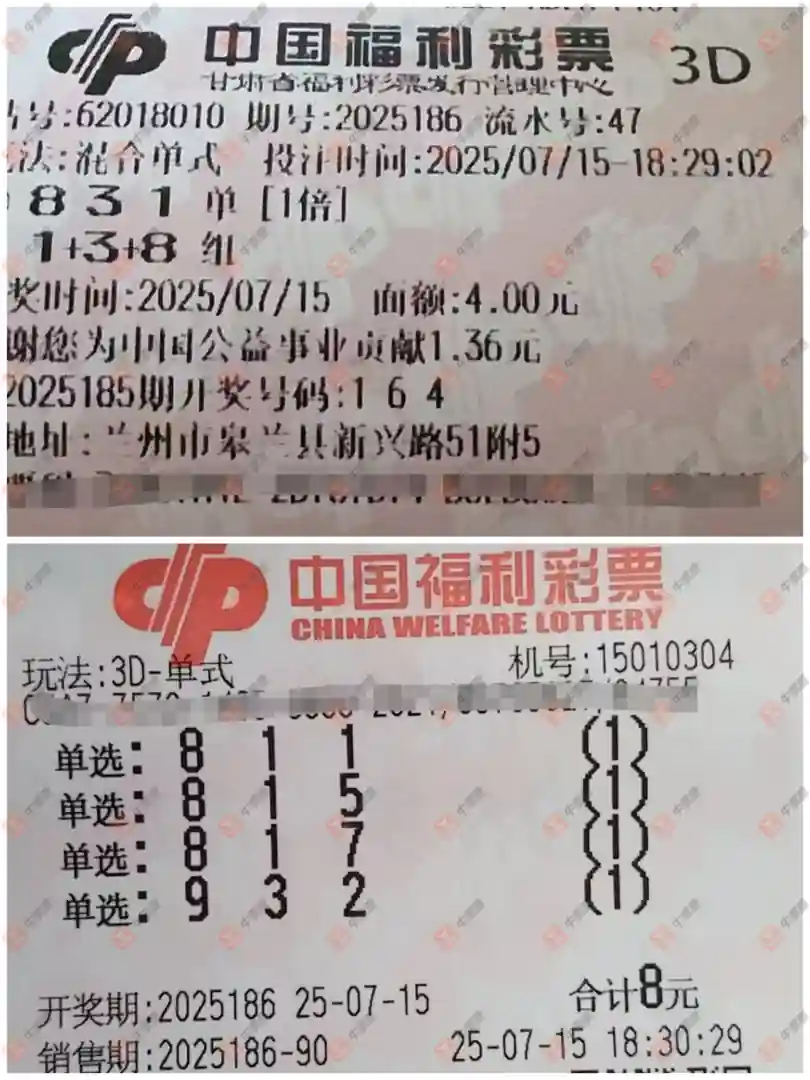 中国福利彩票 3D
甘肃省福利彩票发行管理中心
号:62018010 期号:2025186 流水号:47
法:混合单式 投注时间:2025/07/15-18:29:02
8 3 1 单 [1倍]
1+3+8 组
奖时间:2025/07/15 面额:4.00元
谢您为中国公益事业贡献1.36元
2025185期开奖号码:1 6 4
地址:兰州市皋兰县新兴路51附5
中国福利彩票
CHINA WELFARE LOTTERY
玩法:3D-单式 机号:15010304
单选: 8 1 1 (1)
单选: 8 1 5 (1)
单选: 8 1 7 (1)
单选: 9 3 2 (1)
开奖期:2025186 25-07-15 合计8元
销售期:2025186-90 25-07-15 18:30:29